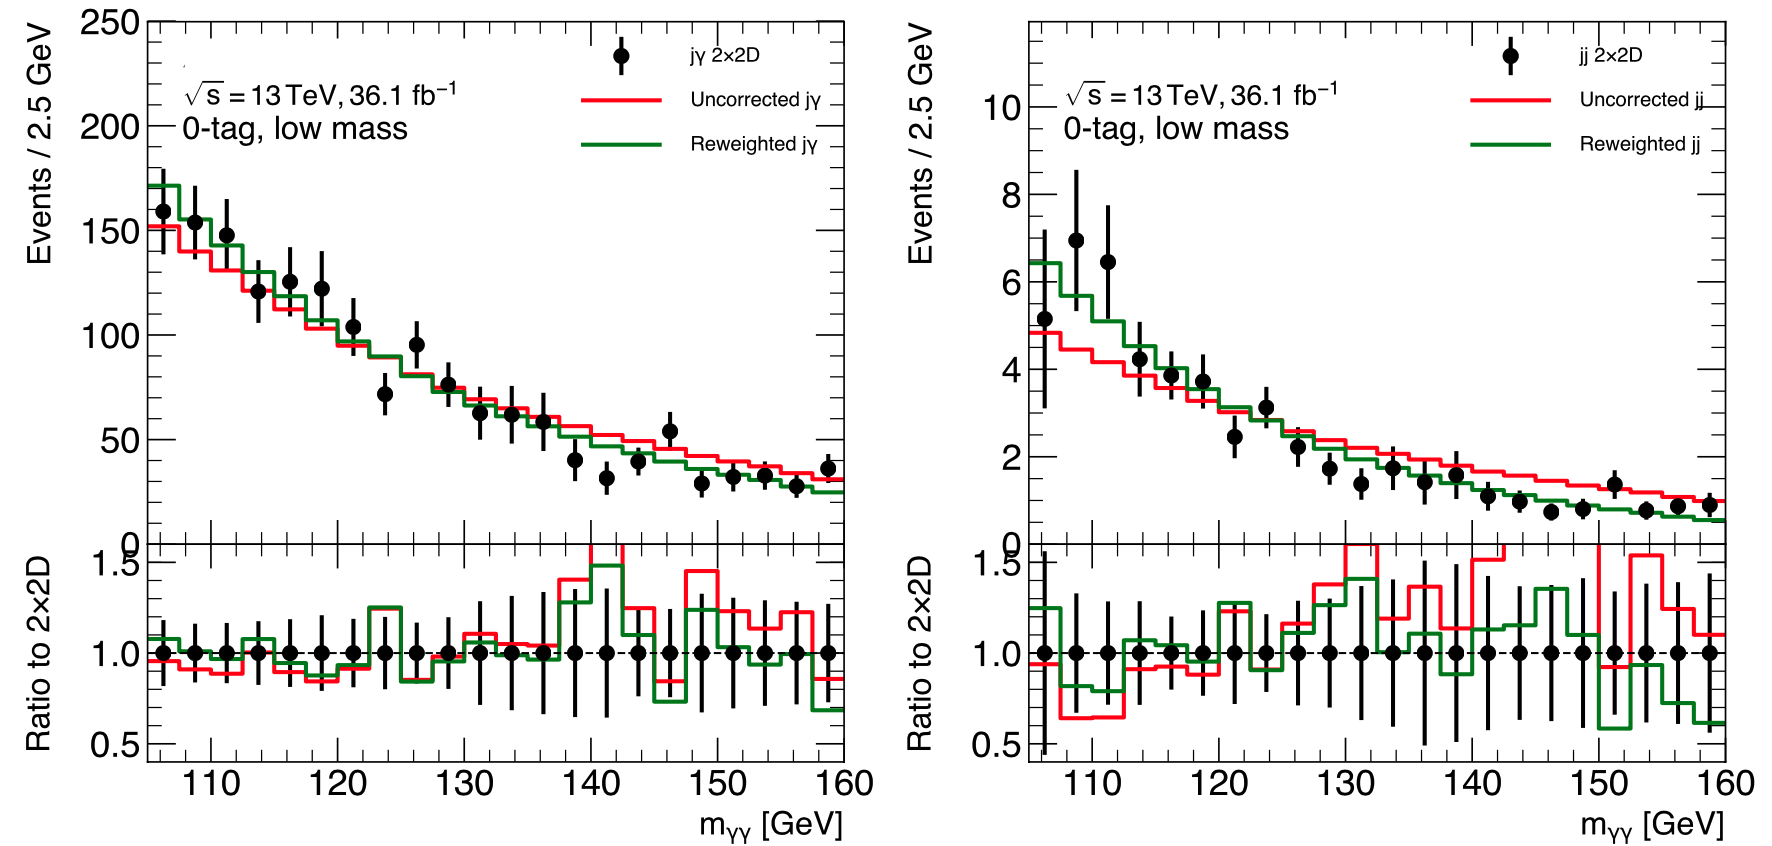 Events / 2.5 GeV
250
200
150
100
50
0
√s = 13 TeV, 36.1 fb⁻¹
0-tag, low mass
jγ 2×2D
Uncorrected jγ
Reweighted jγ
Ratio to 2×2D
1.5
1.0
0.5
110 120 130 140 150 160
mγγ [GeV]
Events / 2.5 GeV
10
8
6
4
2
0
√s = 13 TeV, 36.1 fb⁻¹
0-tag, low mass
jj 2×2D
Uncorrected jj
Reweighted jj
Ratio to 2×2D
1.5
1.0
0.5
110 120 130 140 150 160
mγγ [GeV]